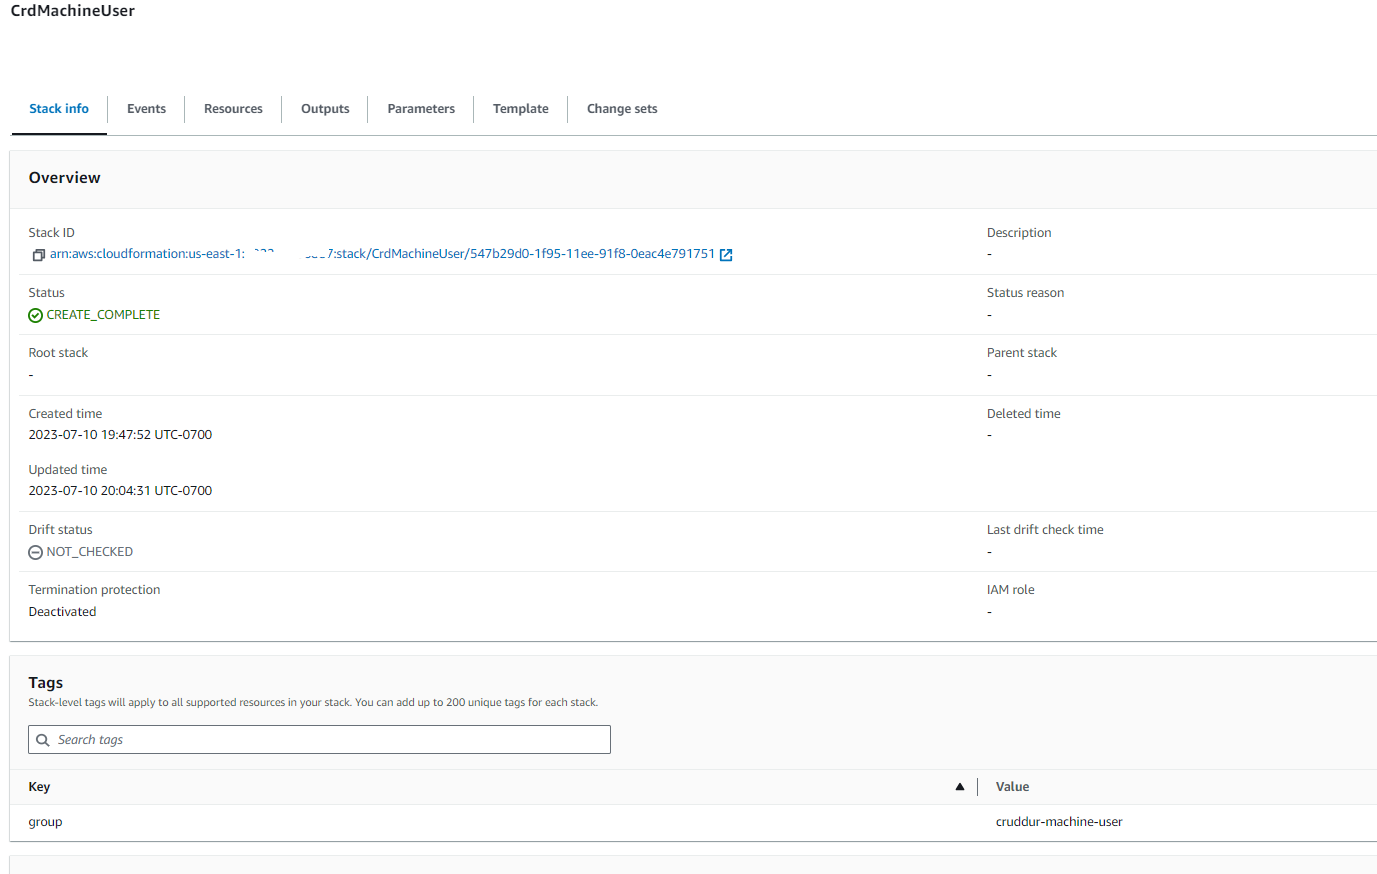 CrdMachineUser
Stack info Events Resources Outputs Parameters Template Change sets
Overview
Stack ID Description
arn:aws:cloudformation:us-east-1: 7:stack/CrdMachineUser/547b29d0-1f95-11ee-91f8-0eac4e791751 -
Status Status reason
CREATE_COMPLETE -
Root stack Parent stack
- -
Created time Deleted time
2023-07-10 19:47:52 UTC-0700 -
Updated time
2023-07-10 20:04:31 UTC-0700
Drift status Last drift check time
NOT_CHECKED -
Termination protection IAM role
Deactivated -
Tags
Stack-level tags will apply to all supported resources in your stack. You can add up to 200 unique tags for each stack.
Search tags
Key Value
group cruddur-machine-user